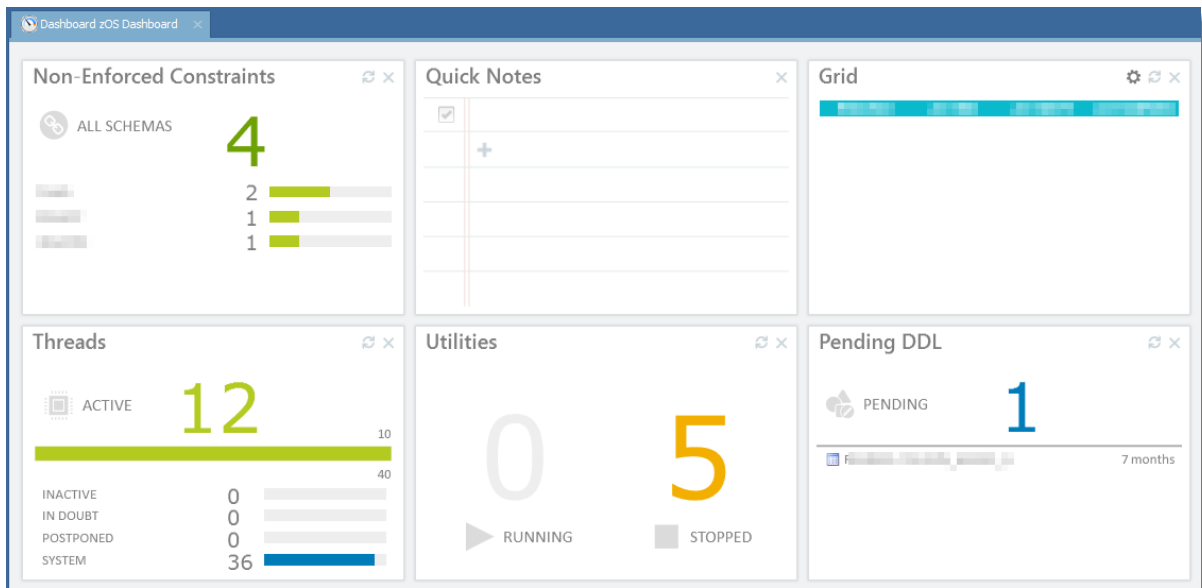 Dashboard zOS Dashboard
Non-Enforced Constraints
ALL SCHEMAS
4
2
1
1
Quick Notes
Grid
Threads
ACTIVE
12
10
40
INACTIVE 0
IN DOUBT 0
POSTPONED 0
SYSTEM 36
Utilities
0 5
RUNNING STOPPED
Pending DDL
PENDING
1
7 months